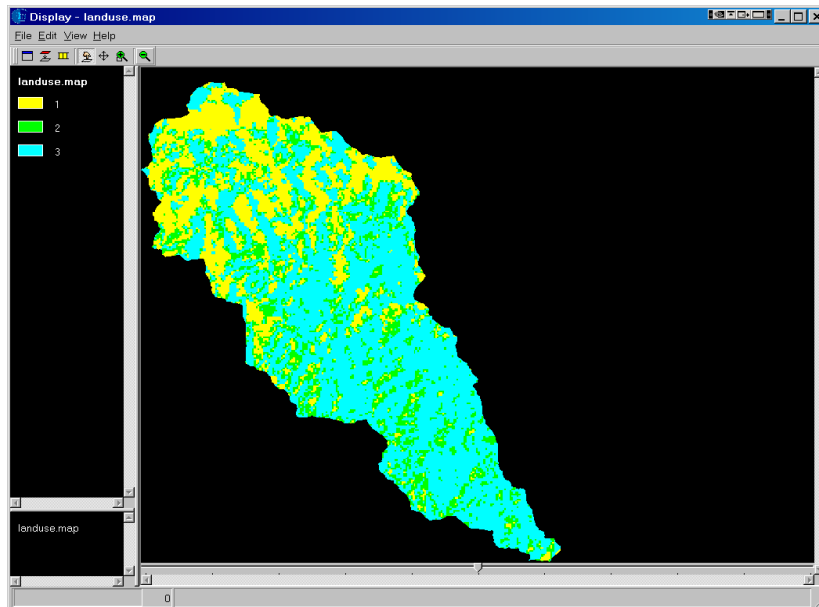 Display - landuse.map
File Edit View Help
landuse.map
1
2
3
landuse.map
0